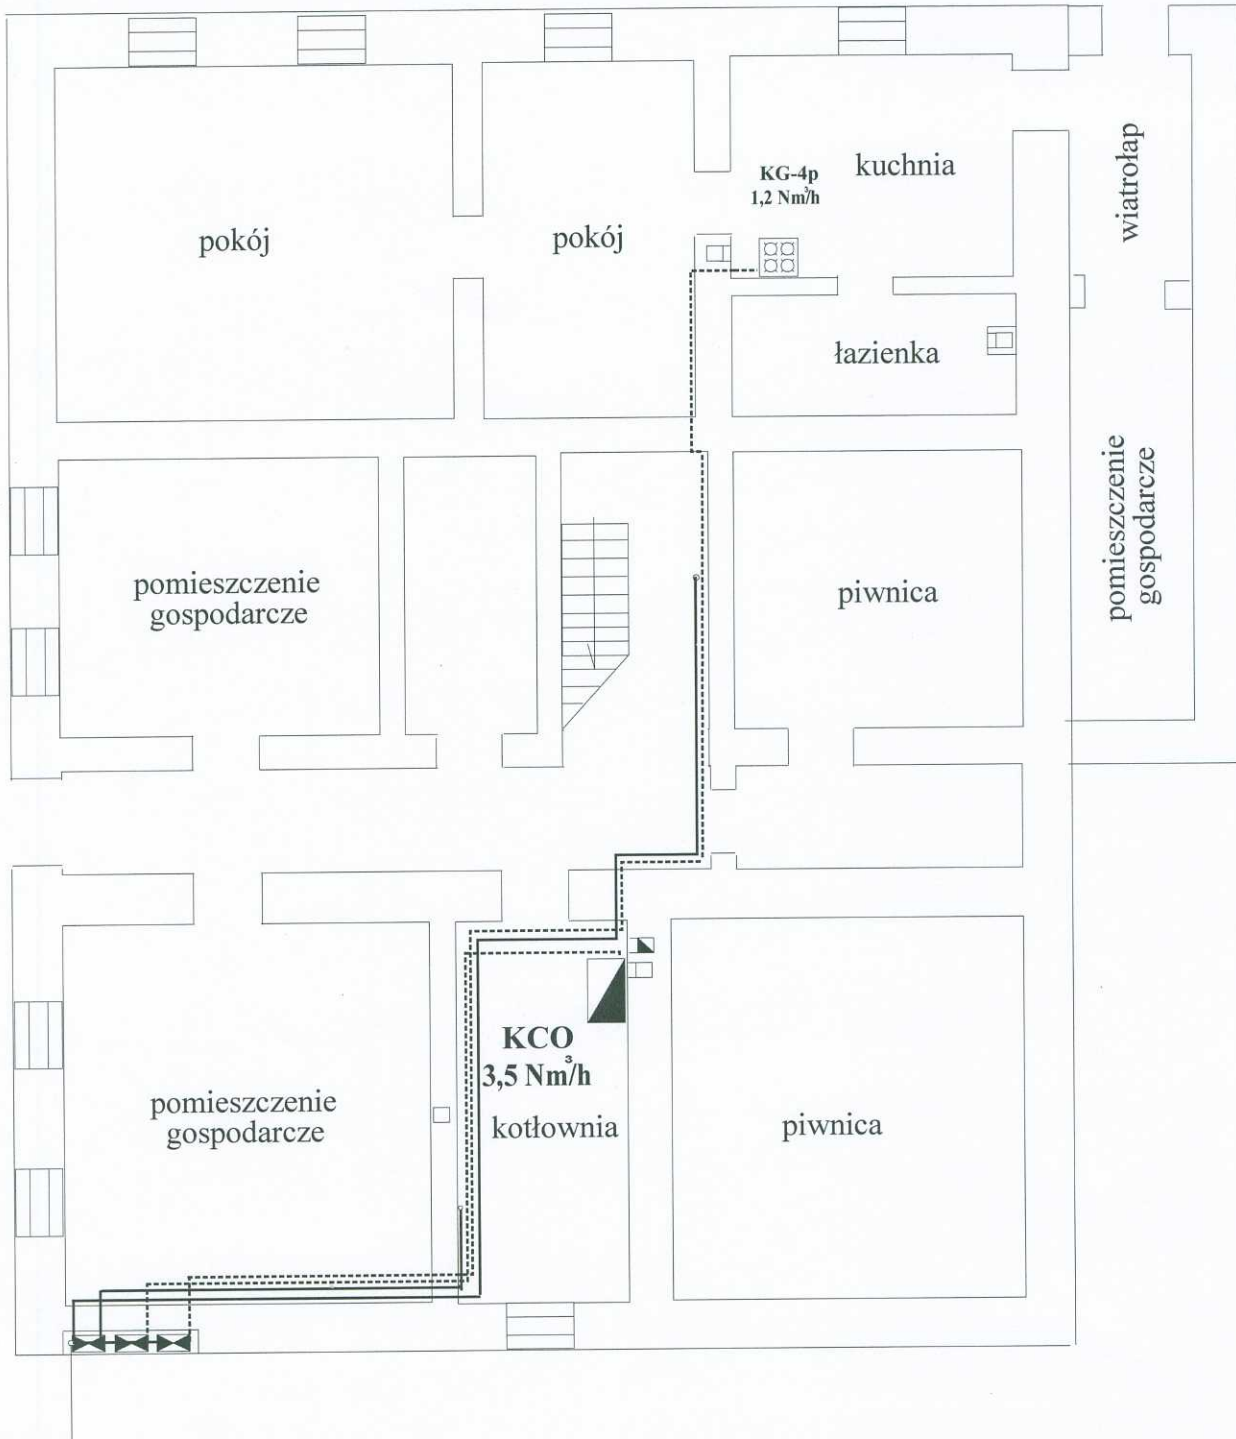 KG-4p
1,2 Nm³/h
kuchnia
wiatrołap
pokój
pokój
łazienka
pomieszczenie
gospodarcze
pomieszczenie
gospodarcze
piwnica
KCO
3,5 Nm³/h
kotłownia
pomieszczenie
gospodarcze
piwnica